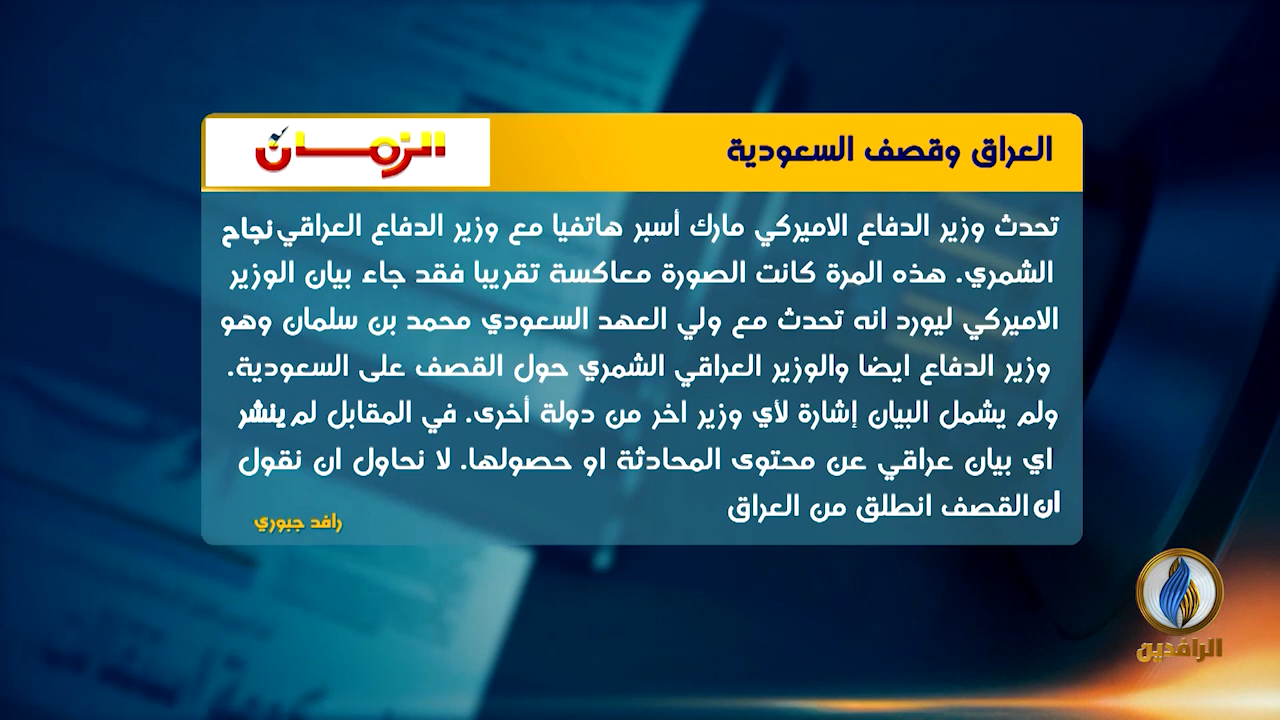 العراق وقصف السعودية
الزمان
تحدث وزير الدفاع الاميركي مارك أسبر هاتفيا مع وزير الدفاع العراقي نجاح
الشمري. هذه المرة كانت الصورة معاكسة تقريبا فقد جاء بيان الوزير
الاميركي ليورد انه تحدث مع ولي العهد السعودي محمد بن سلمان وهو
وزير الدفاع ايضا والوزير العراقي الشمري حول القصف على السعودية.
ولم يشمل البيان إشارة لأي وزير اخر من دولة أخرى. في المقابل لم ينشر
اي بيان عراقي عن محتوى المحادثة او حصولها. لا نحاول ان نقول
ان القصف انطلق من العراق
رافد جبوري
الرافدين